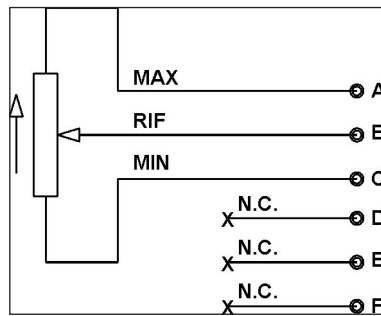 MAX A
RIF B
MIN C
N.C. D
X
N.C. E
X
N.C. F
X